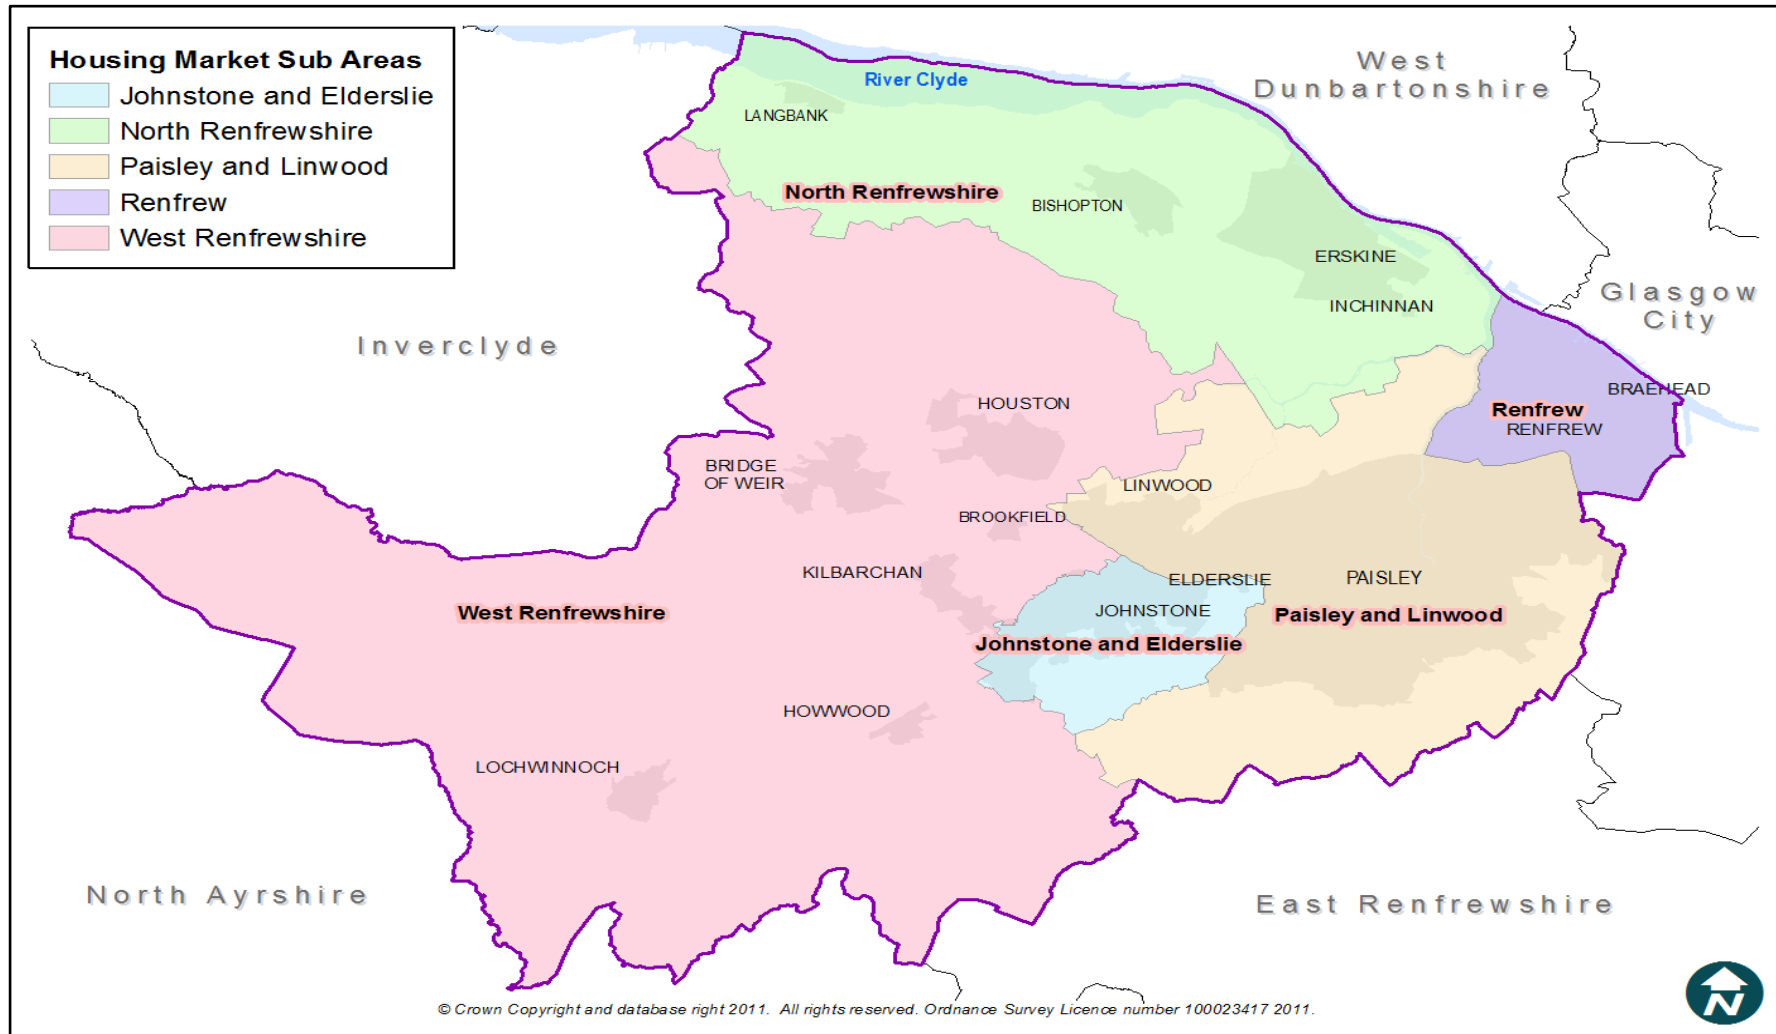 Housing Market Sub Areas
Johnstone and Elderslie
North Renfrewshire
Paisley and Linwood
Renfrew
West Renfrewshire
River Clyde
West
Dunbartonshire
LANGBANK
North Renfrewshire
BISHOPTON
ERSKINE
INCHINNAN
Glasgow
City
Inverclyde
HOUSTON
BRAEHEAD
Renfrew
RENFREW
BRIDGE
OF WEIR
LINWOOD
BROOKFIELD
KILBARCHAN
ELDERSLIE
PAISLEY
West Renfrewshire
JOHNSTONE
Paisley and Linwood
Johnstone and Elderslie
HOWWOOD
LOCHWINNOCH
North Ayrshire
East Renfrewshire
N
© Crown Copyright and database right 2011. All rights reserved. Ordnance Survey Licence number 100023417 2011.